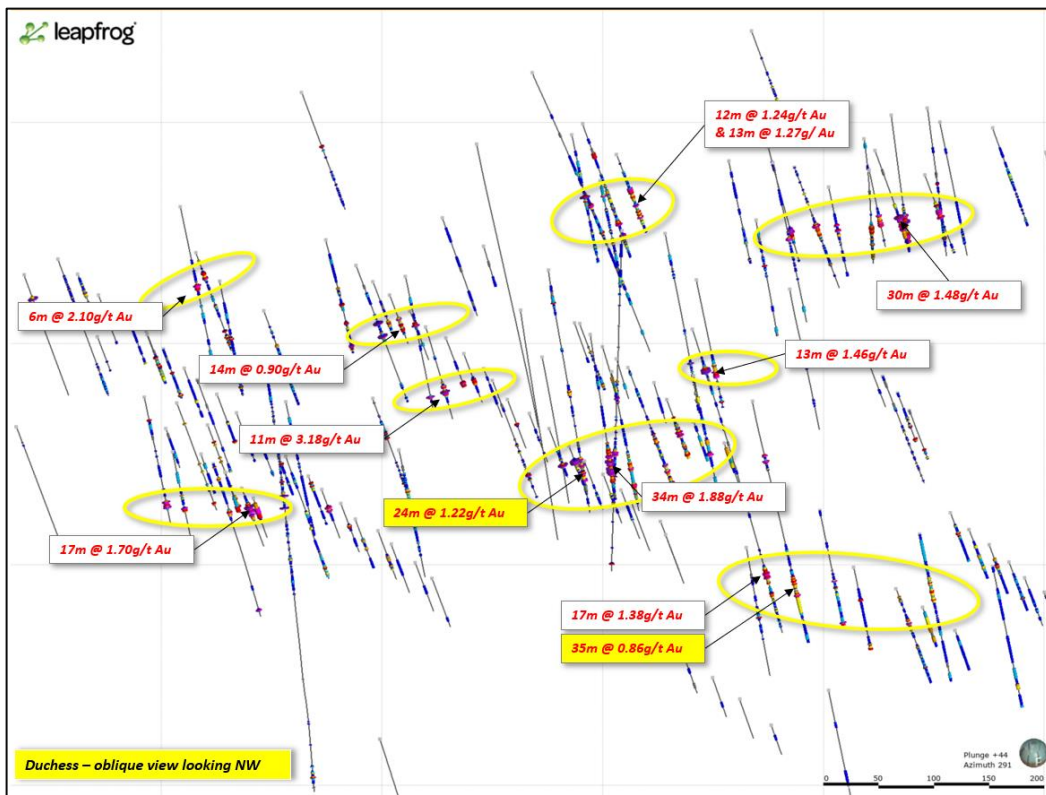 leapfrog
12m @ 1.24g/t Au
& 13m @ 1.27g/ Au
30m @ 1.48g/t Au
6m @ 2.10g/t Au
14m @ 0.90g/t Au
13m @ 1.46g/t Au
11m @ 3.18g/t Au
34m @ 1.88g/t Au
24m @ 1.22g/t Au
17m @ 1.70g/t Au
17m @ 1.38g/t Au
35m @ 0.86g/t Au
Duchess – oblique view looking NW
Plunge +44
Azimuth 291
0 50 100 150 200